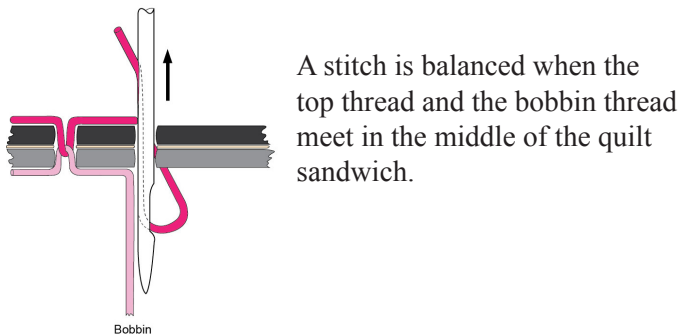 A stitch is balanced when the
top thread and the bobbin thread
meet in the middle of the quilt
sandwich.
Bobbin